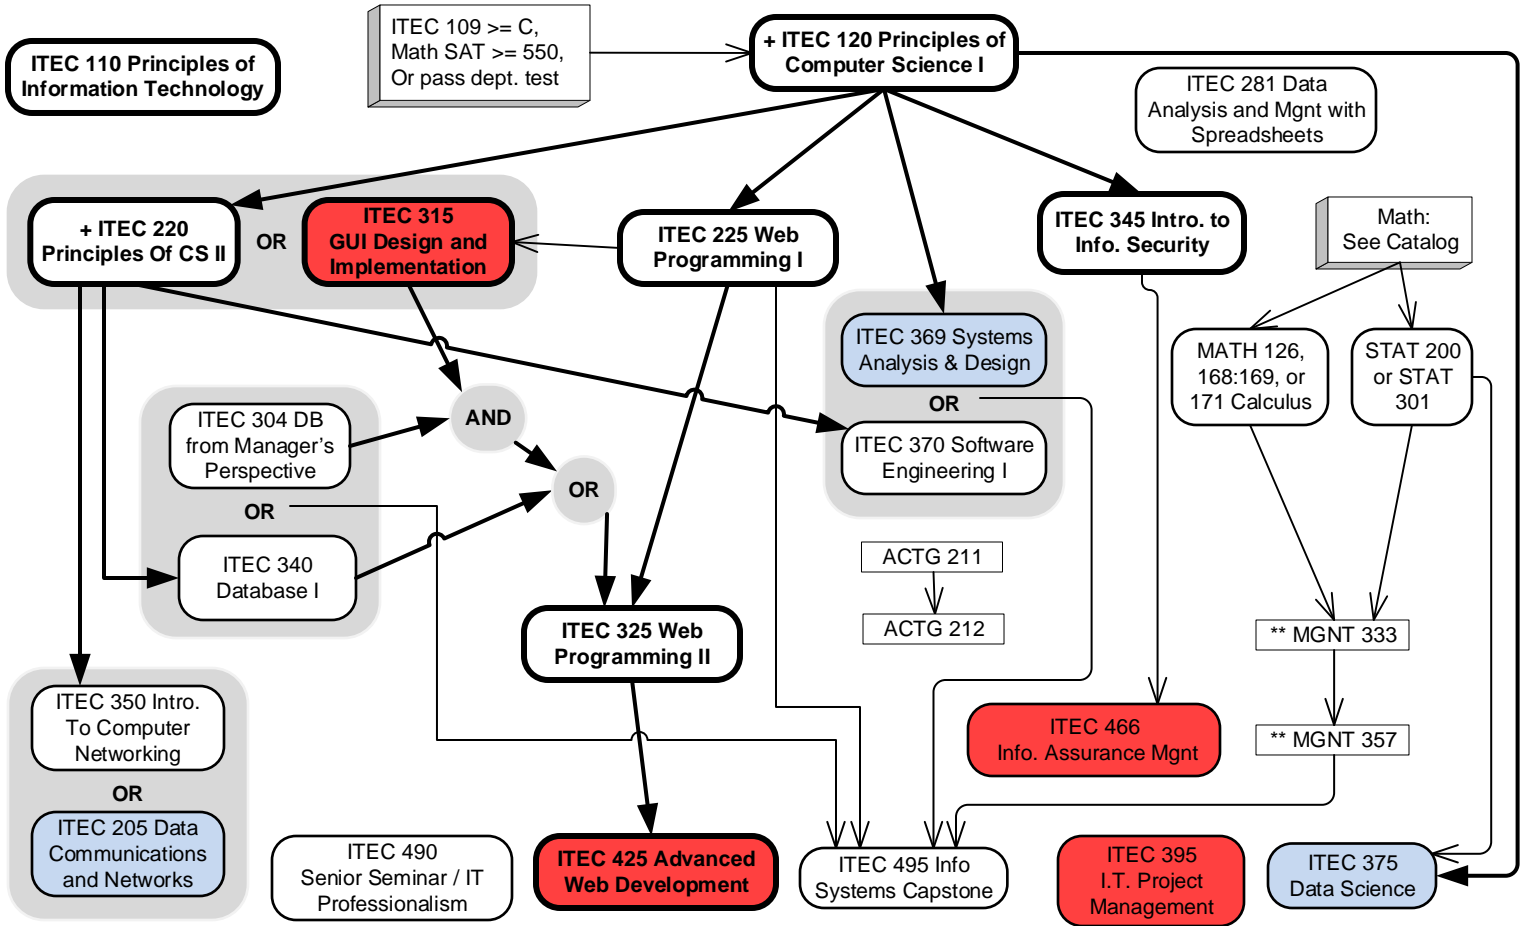 ITEC 109 >= C,
Math SAT >= 550,
Or pass dept. test
+ ITEC 120 Principles of
Computer Science I
ITEC 110 Principles of
Information Technology
ITEC 281 Data
Analysis and Mgnt with
Spreadsheets
+ ITEC 220
Principles Of CS II
OR
ITEC 315
GUI Design and
Implementation
ITEC 225 Web
Programming I
ITEC 345 Intro. to
Info. Security
Math:
See Catalog
ITEC 369 Systems
Analysis & Design
OR
ITEC 370 Software
Engineering I
MATH 126,
168:169, or
171 Calculus
STAT 200
or STAT
301
ITEC 304 DB
from Manager's
Perspective
OR
ITEC 340
Database I
AND
OR
ACTG 211
ACTG 212
ITEC 325 Web
Programming II
** MGNT 333
** MGNT 357
ITEC 350 Intro.
To Computer
Networking
OR
ITEC 205 Data
Communications
and Networks
ITEC 466
Info. Assurance Mgnt
ITEC 490
Senior Seminar / IT
Professionalism
ITEC 425 Advanced
Web Development
ITEC 495 Info
Systems Capstone
ITEC 395
I.T. Project
Management
ITEC 375
Data Science